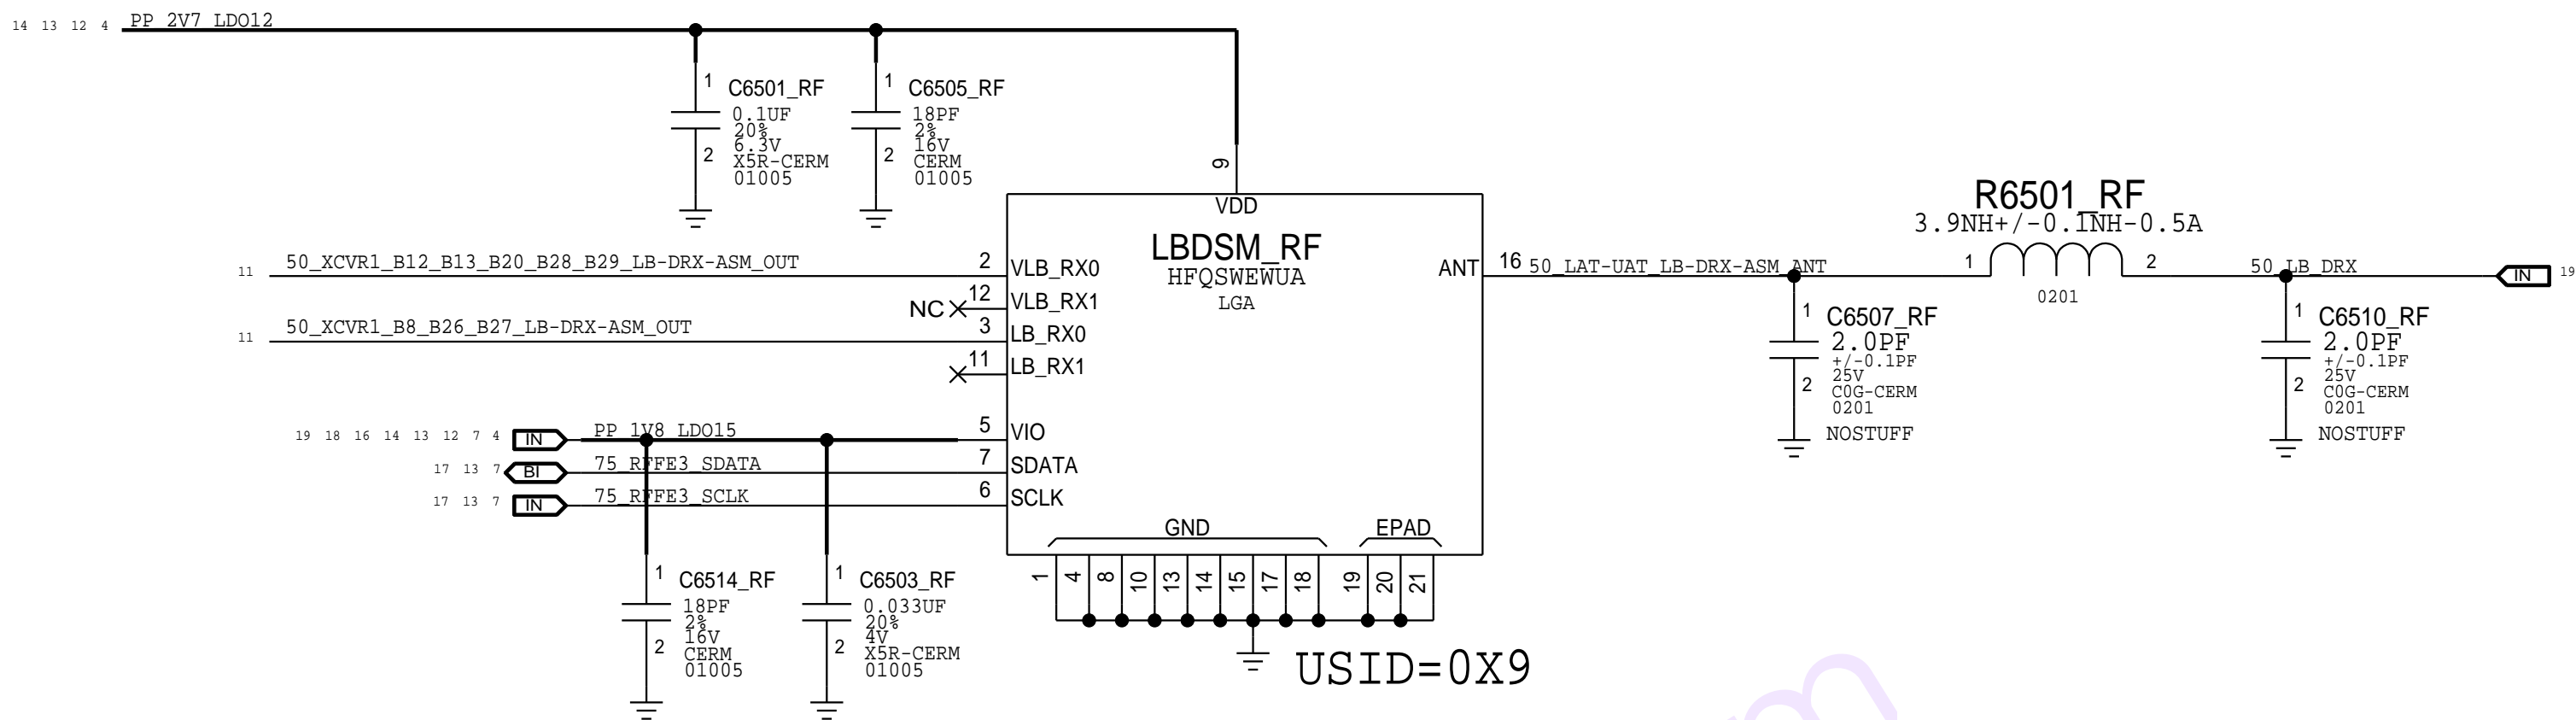 14 13 12 4 PP_2V7_LDO12
1 C6501_RF
0.1UF
20%
6.3V
2 X5R-CERM
01005
1 C6505_RF
18PF
2%
16V
2 CERM
01005
9
VDD
LBDSM_RF
HFQSWEWUA
LGA
11 50_XCVR1_B12_B13_B20_B28_B29_LB-DRX-ASM_OUT 2 VLB_RX0
NC 12 VLB_RX1
11 50_XCVR1_B8_B26_B27_LB-DRX-ASM_OUT 3 LB_RX0
11 LB_RX1
19 18 16 14 13 12 7 4 IN PP_1V8_LDO15 5 VIO
17 13 7 BI 75_RFFE3_SDATA 7 SDATA
17 13 7 IN 75_RFFE3_SCLK 6 SCLK
ANT 16 50_LAT-UAT_LB-DRX-ASM_ANT
R6501_RF
3.9NH+/-0.1NH-0.5A
1 2
0201
50_LB_DRX IN 19
1 C6507_RF
2.0PF
+/-0.1PF
25V
2 C0G-CERM
0201
NOSTUFF
1 C6510_RF
2.0PF
+/-0.1PF
25V
2 C0G-CERM
0201
NOSTUFF
GND EPAD
1 4 8 10 13 14 15 17 18 19 20 21
1 C6514_RF
18PF
2%
16V
2 CERM
01005
1 C6503_RF
0.033UF
20%
4V
2 X5R-CERM
01005
USID=0X9
m